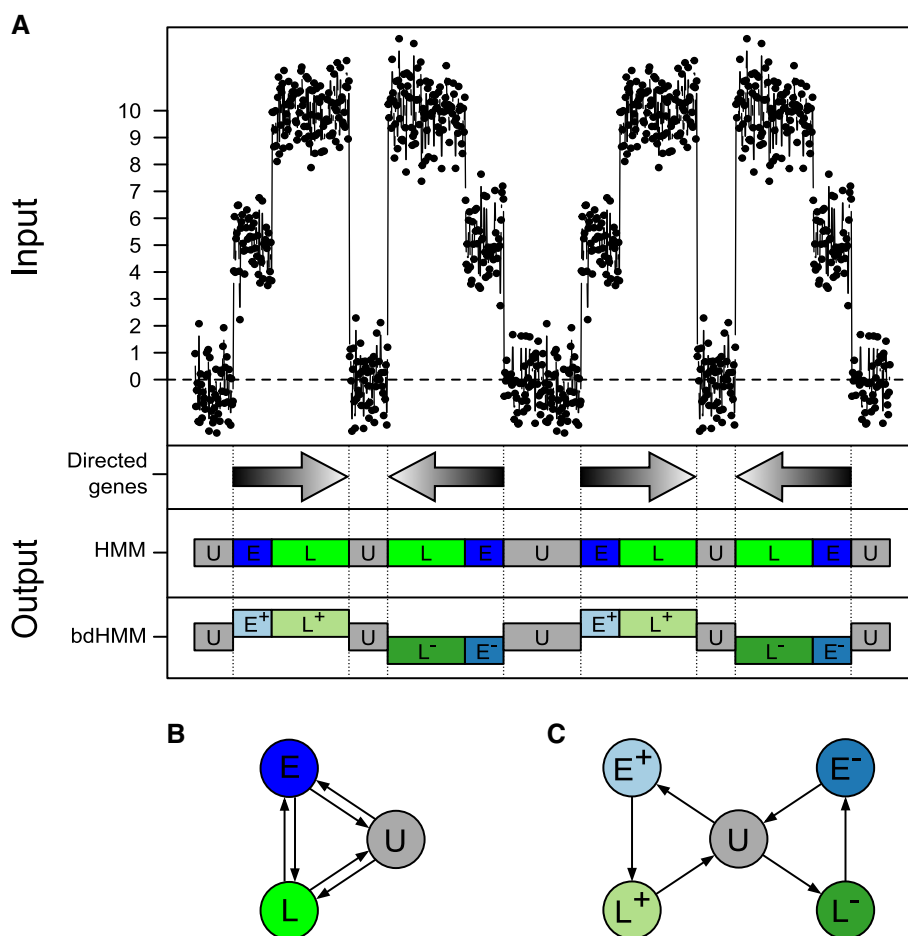 A
Input
10
9
8
7
6
5
4
3
2
1
0
Directed
genes
Output
HMM
U E L U L E U E L U L E U
bdHMM
U E+ L+ U L- E- U E+ L+ U L- E- U
B
E
U
L
C
E+
E-
U
L+
L-